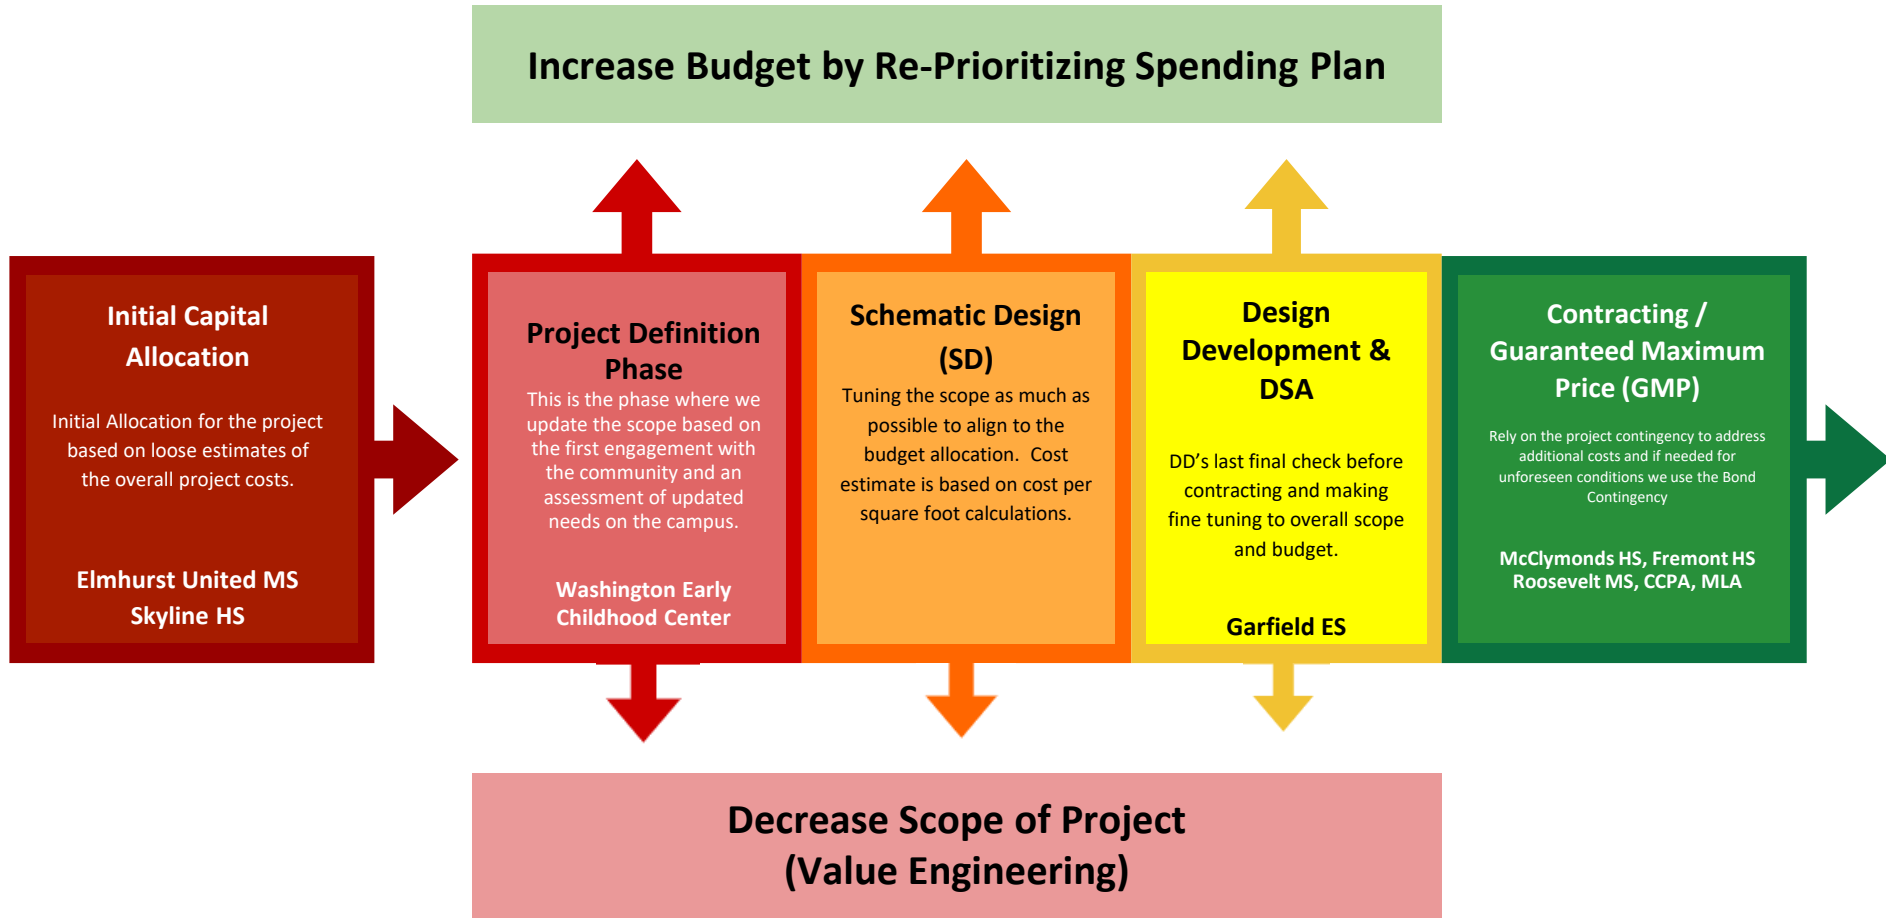 Increase Budget by Re-Prioritizing Spending Plan
Initial Capital
Allocation
Initial Allocation for the project
based on loose estimates of
the overall project costs.
Elmhurst United MS
Skyline HS
Project Definition
Phase
This is the phase where we
update the scope based on
the first engagement with
the community and an
assessment of updated
needs on the campus.
Washington Early
Childhood Center
Schematic Design
(SD)
Tuning the scope as much as
possible to align to the
budget allocation.  Cost
estimate is based on cost per
square foot calculations.
Design
Development &
DSA
DD's last final check before
contracting and making
fine tuning to overall scope
and budget.
Garfield ES
Contracting /
Guaranteed Maximum
Price (GMP)
Rely on the project contingency to address
additional costs and if needed for
unforeseen conditions we use the Bond
Contingency
McClymonds HS, Fremont HS
Roosevelt MS, CCPA, MLA
Decrease Scope of Project
(Value Engineering)